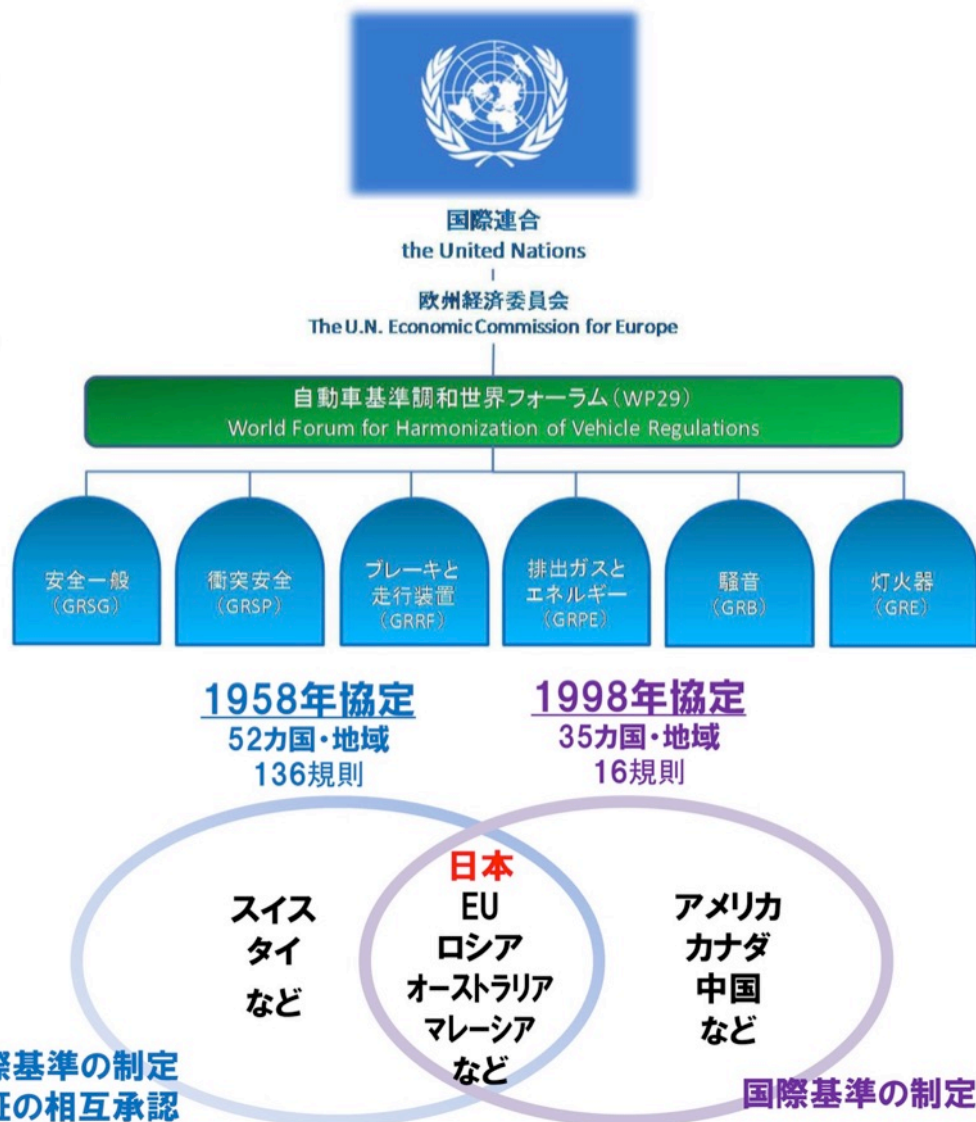 国際連合
the United Nations
欧州経済委員会
The U.N. Economic Commission for Europe
自動車基準調和世界フォーラム(WP29)
World Forum for Harmonization of Vehicle Regulations
安全一般
(GRSG)
衝突安全
(GRSP)
ブレーキと
走行装置
(GRRF)
排出ガスと
エネルギー
(GRPE)
騒音
(GRB)
灯火器
(GRE)
1958年協定
52カ国・地域
136規則
1998年協定
35カ国・地域
16規則
スイス
タイ
など
日本
EU
ロシア
オーストラリア
マレーシア
など
アメリカ
カナダ
中国
など
際基準の制定
証の相互承認
国際基準の制定